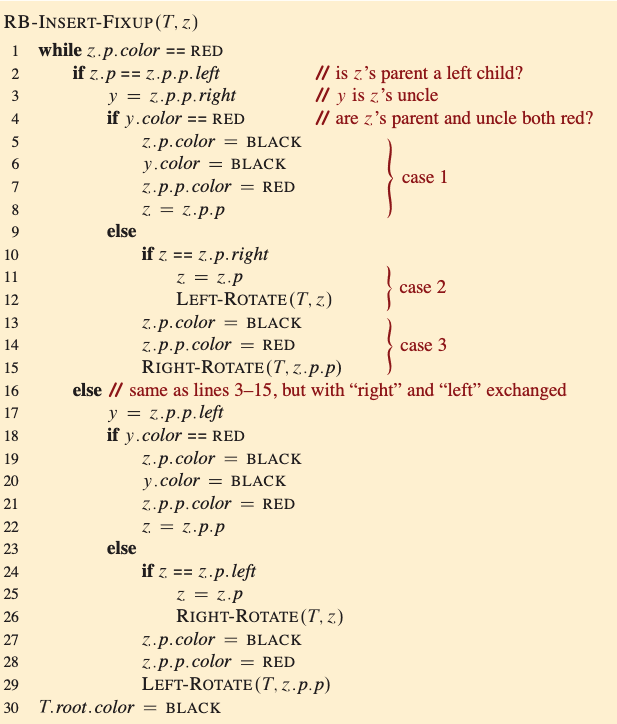 RB-INSERT-FIXUP(T, z)
1 while z.p.color == RED
2 if z.p == z.p.p.left // is z's parent a left child?
3 y = z.p.p.right // y is z's uncle
4 if y.color == RED // are z's parent and uncle both red?
5 z.p.color = BLACK
6 y.color = BLACK
7 z.p.p.color = RED case 1
8 z = z.p.p
9 else
10 if z == z.p.right
11 z = z.p
12 LEFT-ROTATE(T, z) case 2
13 z.p.color = BLACK
14 z.p.p.color = RED case 3
15 RIGHT-ROTATE(T, z.p.p)
16 else // same as lines 3–15, but with “right” and “left” exchanged
17 y = z.p.p.left
18 if y.color == RED
19 z.p.color = BLACK
20 y.color = BLACK
21 z.p.p.color = RED
22 z = z.p.p
23 else
24 if z == z.p.left
25 z = z.p
26 RIGHT-ROTATE(T, z)
27 z.p.color = BLACK
28 z.p.p.color = RED
29 LEFT-ROTATE(T, z.p.p)
30 T.root.color = BLACK